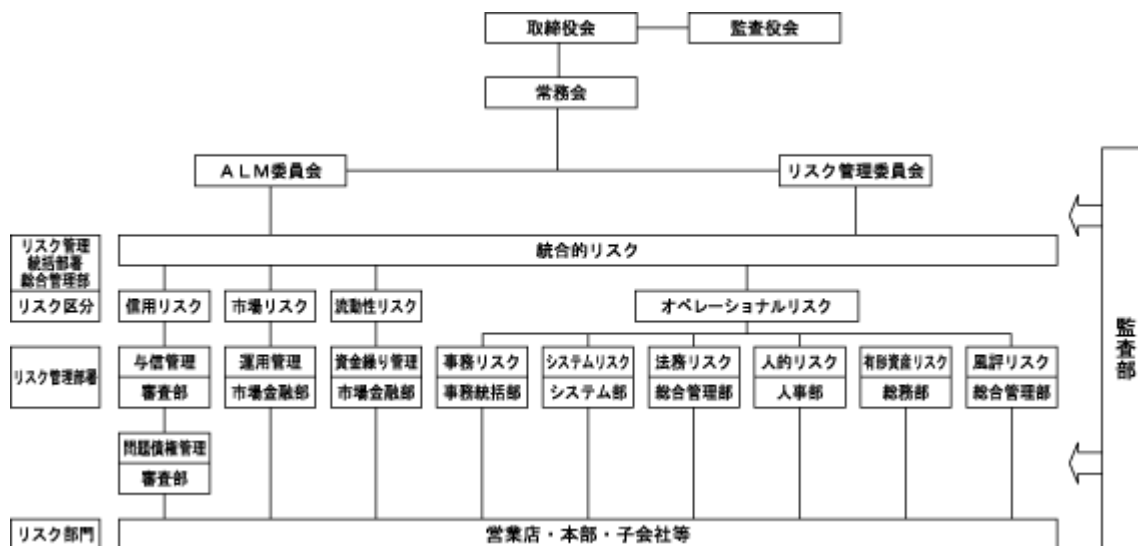 取締役会
監査役会
常務会
ＡＬＭ委員会
リスク管理委員会
リスク管理
統括部署
総合管理部
統合的リスク
リスク区分
信用リスク
市場リスク
流動性リスク
オペレーショナルリスク
リスク管理部署
与信管理
審査部
運用管理
市場金融部
資金繰り管理
市場金融部
事務リスク
事務統括部
システムリスク
システム部
法務リスク
総合管理部
人的リスク
人事部
有形資産リスク
総務部
風評リスク
総合管理部
問題債権管理
審査部
リスク部門
営業店・本部・子会社等
監査部